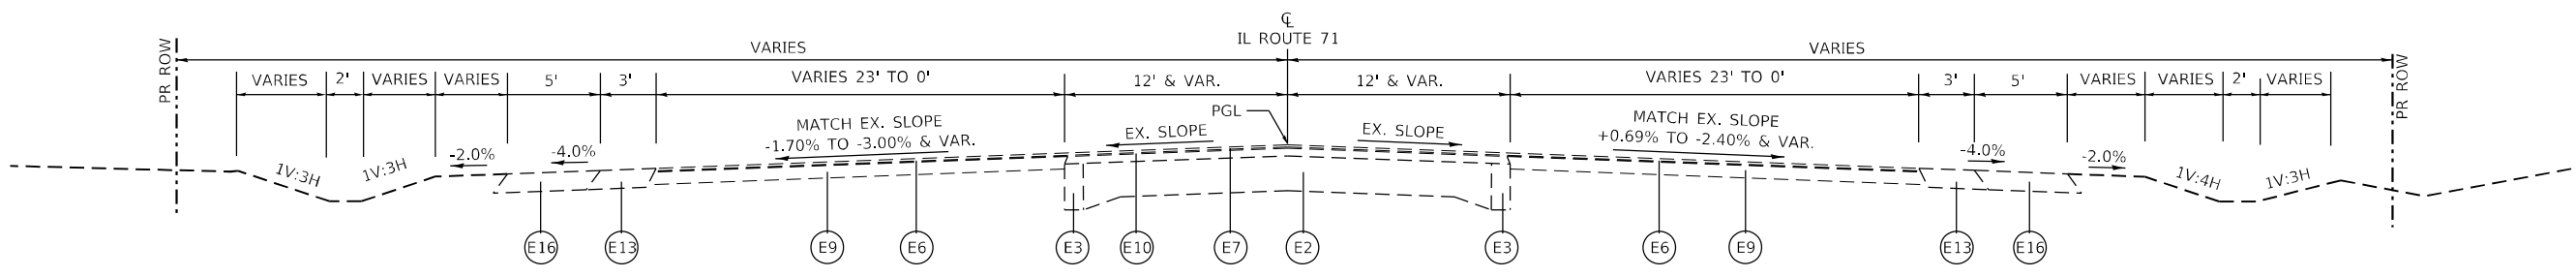 ℄
IL ROUTE 71
PR ROW
VARIES
VARIES
PR ROW
VARIES
2'
VARIES
VARIES
5'
3'
VARIES 23' TO 0'
12' & VAR.
12' & VAR.
VARIES 23' TO 0'
3'
5'
VARIES
VARIES
2'
VARIES
PGL
1V:3H
1V:3H
-2.0%
-4.0%
MATCH EX. SLOPE
-1.70% TO -3.00% & VAR.
EX. SLOPE
EX. SLOPE
MATCH EX. SLOPE
+0.69% TO -2.40% & VAR.
-4.0%
-2.0%
1V:4H
1V:3H
E16
E13
E9
E6
E3
E10
E7
E2
E3
E6
E9
E13
E16